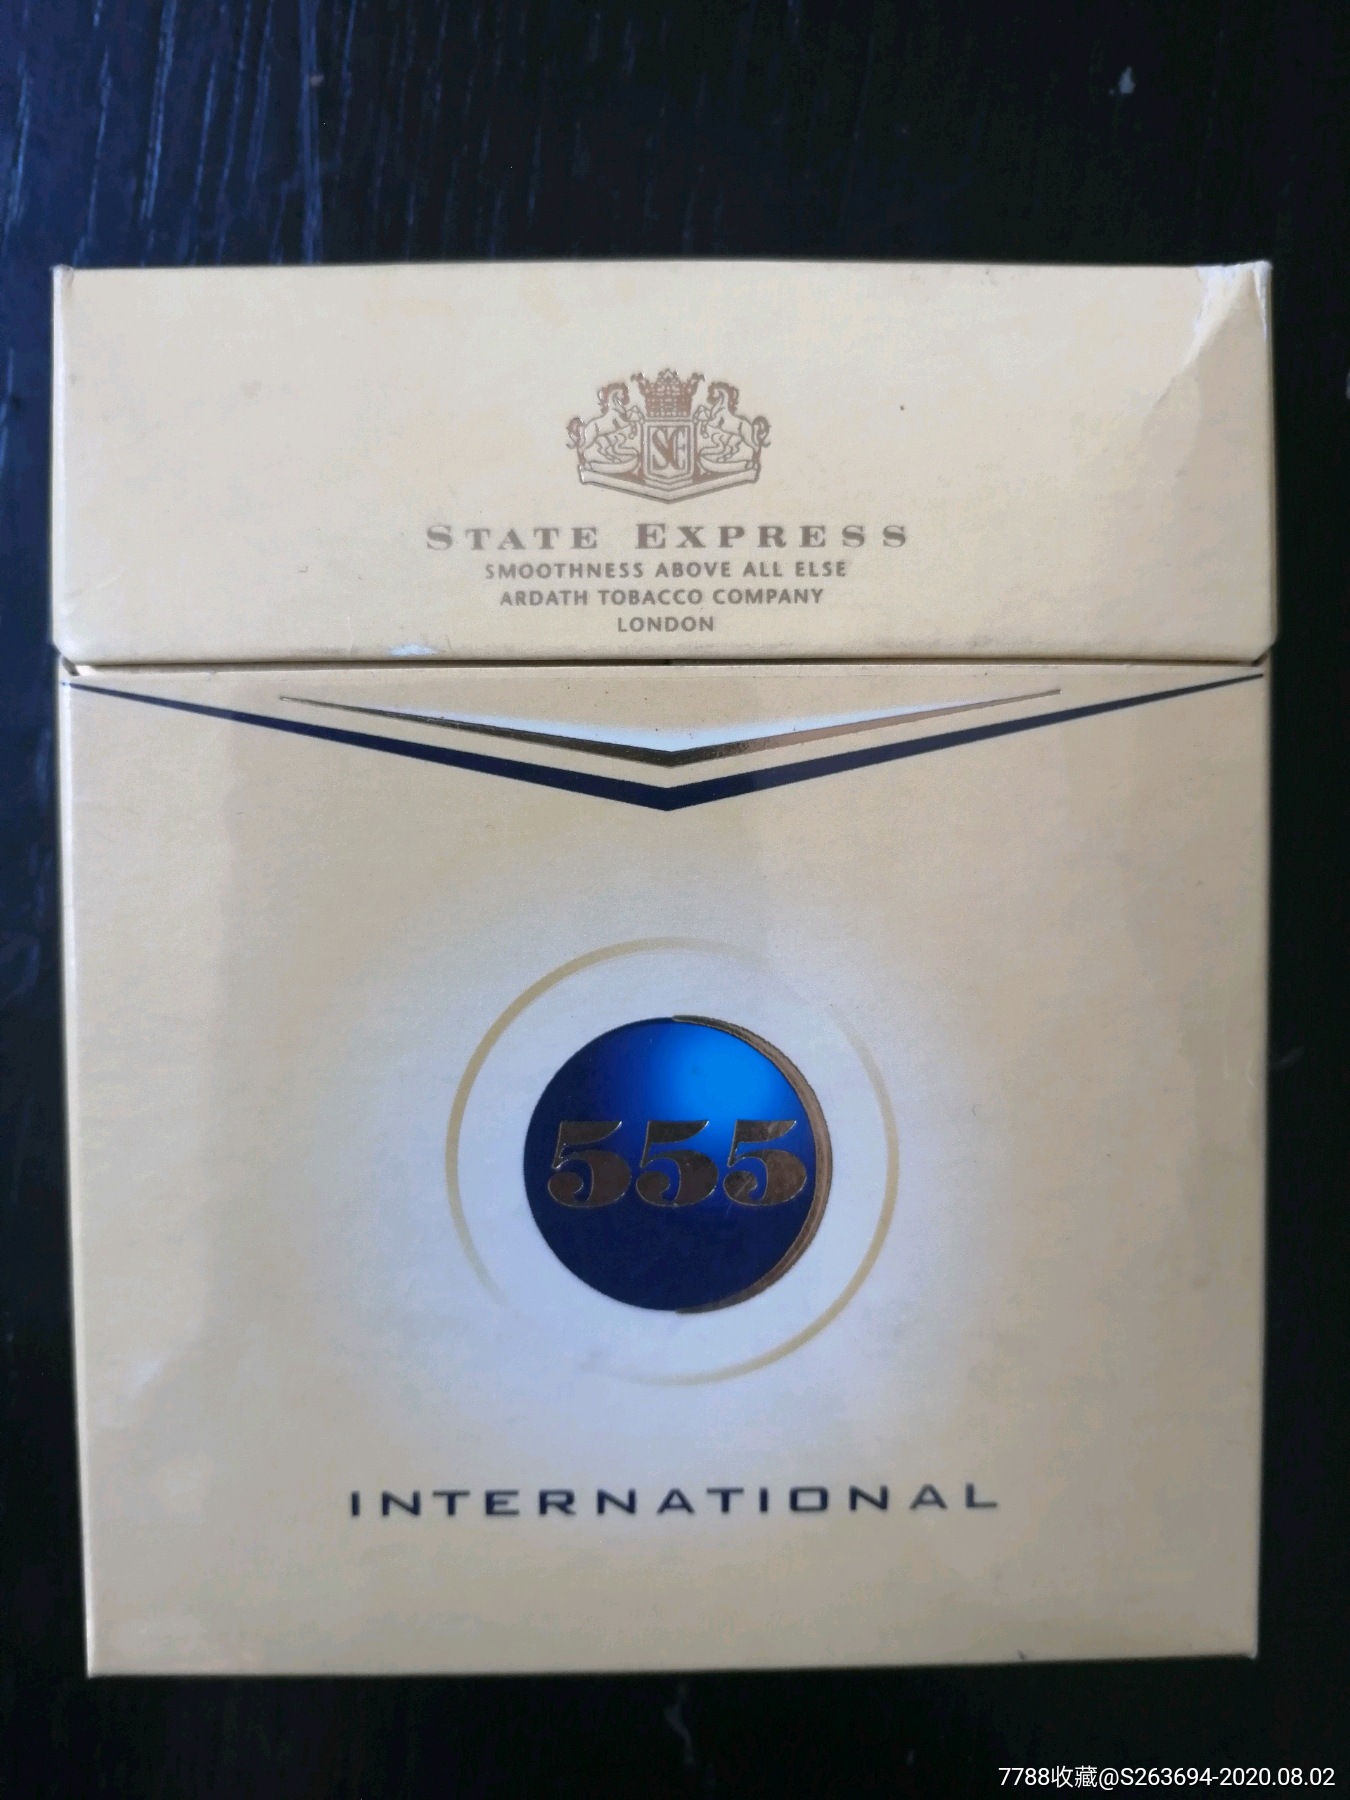 SE
STATE EXPRESS
SMOOTHNESS ABOVE ALL ELSE
ARDATH TOBACCO COMPANY
LONDON
555
INTERNATIONAL
7788收藏@S263694-2020.08.02